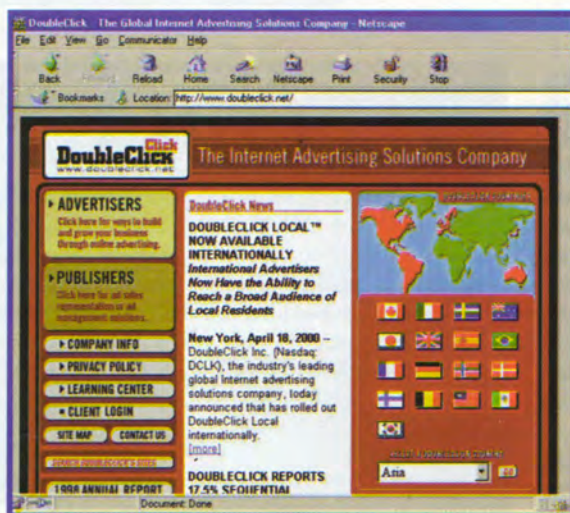 DoubleClick The Global Internet Advertising Solutions Company - Netscape
File Edit View Go Communicator Help
Back Forward Reload Home Search Netscape Print Security Stop
Bookmarks Location: http://www.doubleclick.net/
DoubleClick
Click
www.doubleclick.net
The Internet Advertising Solutions Company
ADVERTISERS
Click here for ways to build
and grow your business
through online advertising.
PUBLISHERS
Click here for ad sales
representation or ad
management solutions.
COMPANY INFO
PRIVACY POLICY
LEARNING CENTER
CLIENT LOGIN
SITE MAP CONTACT US
SEARCH DOUBLECLICK'S SITES
1998 ANNUAL REPORT
DoubleClick News
DOUBLECLICK LOCAL™
NOW AVAILABLE
INTERNATIONALLY
International Advertisers
Now Have the Ability to
Reach a Broad Audience of
Local Residents
New York, April 18, 2000 –
DoubleClick Inc. (Nasdaq:
DCLK), the industry's leading
global Internet advertising
solutions company, today
announced that has rolled out
DoubleClick Local
internationally.
[more]
DOUBLECLICK REPORTS
17.5% SEQUENTIAL
Asia
Document: Done